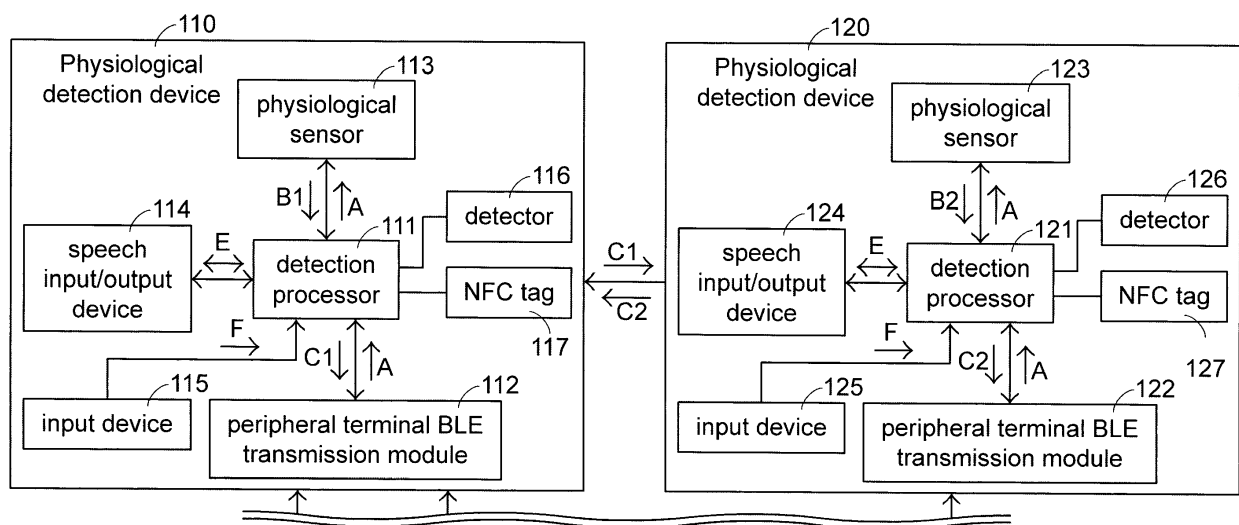 110
Physiological
detection device
113
physiological
sensor
B1
A
116
detector
114
speech
input/output
device
E
111
detection
processor
NFC tag
117
F
C1
A
115
input device
112
peripheral terminal BLE
transmission module
C1
C2
120
Physiological
detection device
123
physiological
sensor
B2
A
126
detector
124
speech
input/output
device
E
121
detection
processor
NFC tag
127
F
C2
A
125
input device
122
peripheral terminal BLE
transmission module